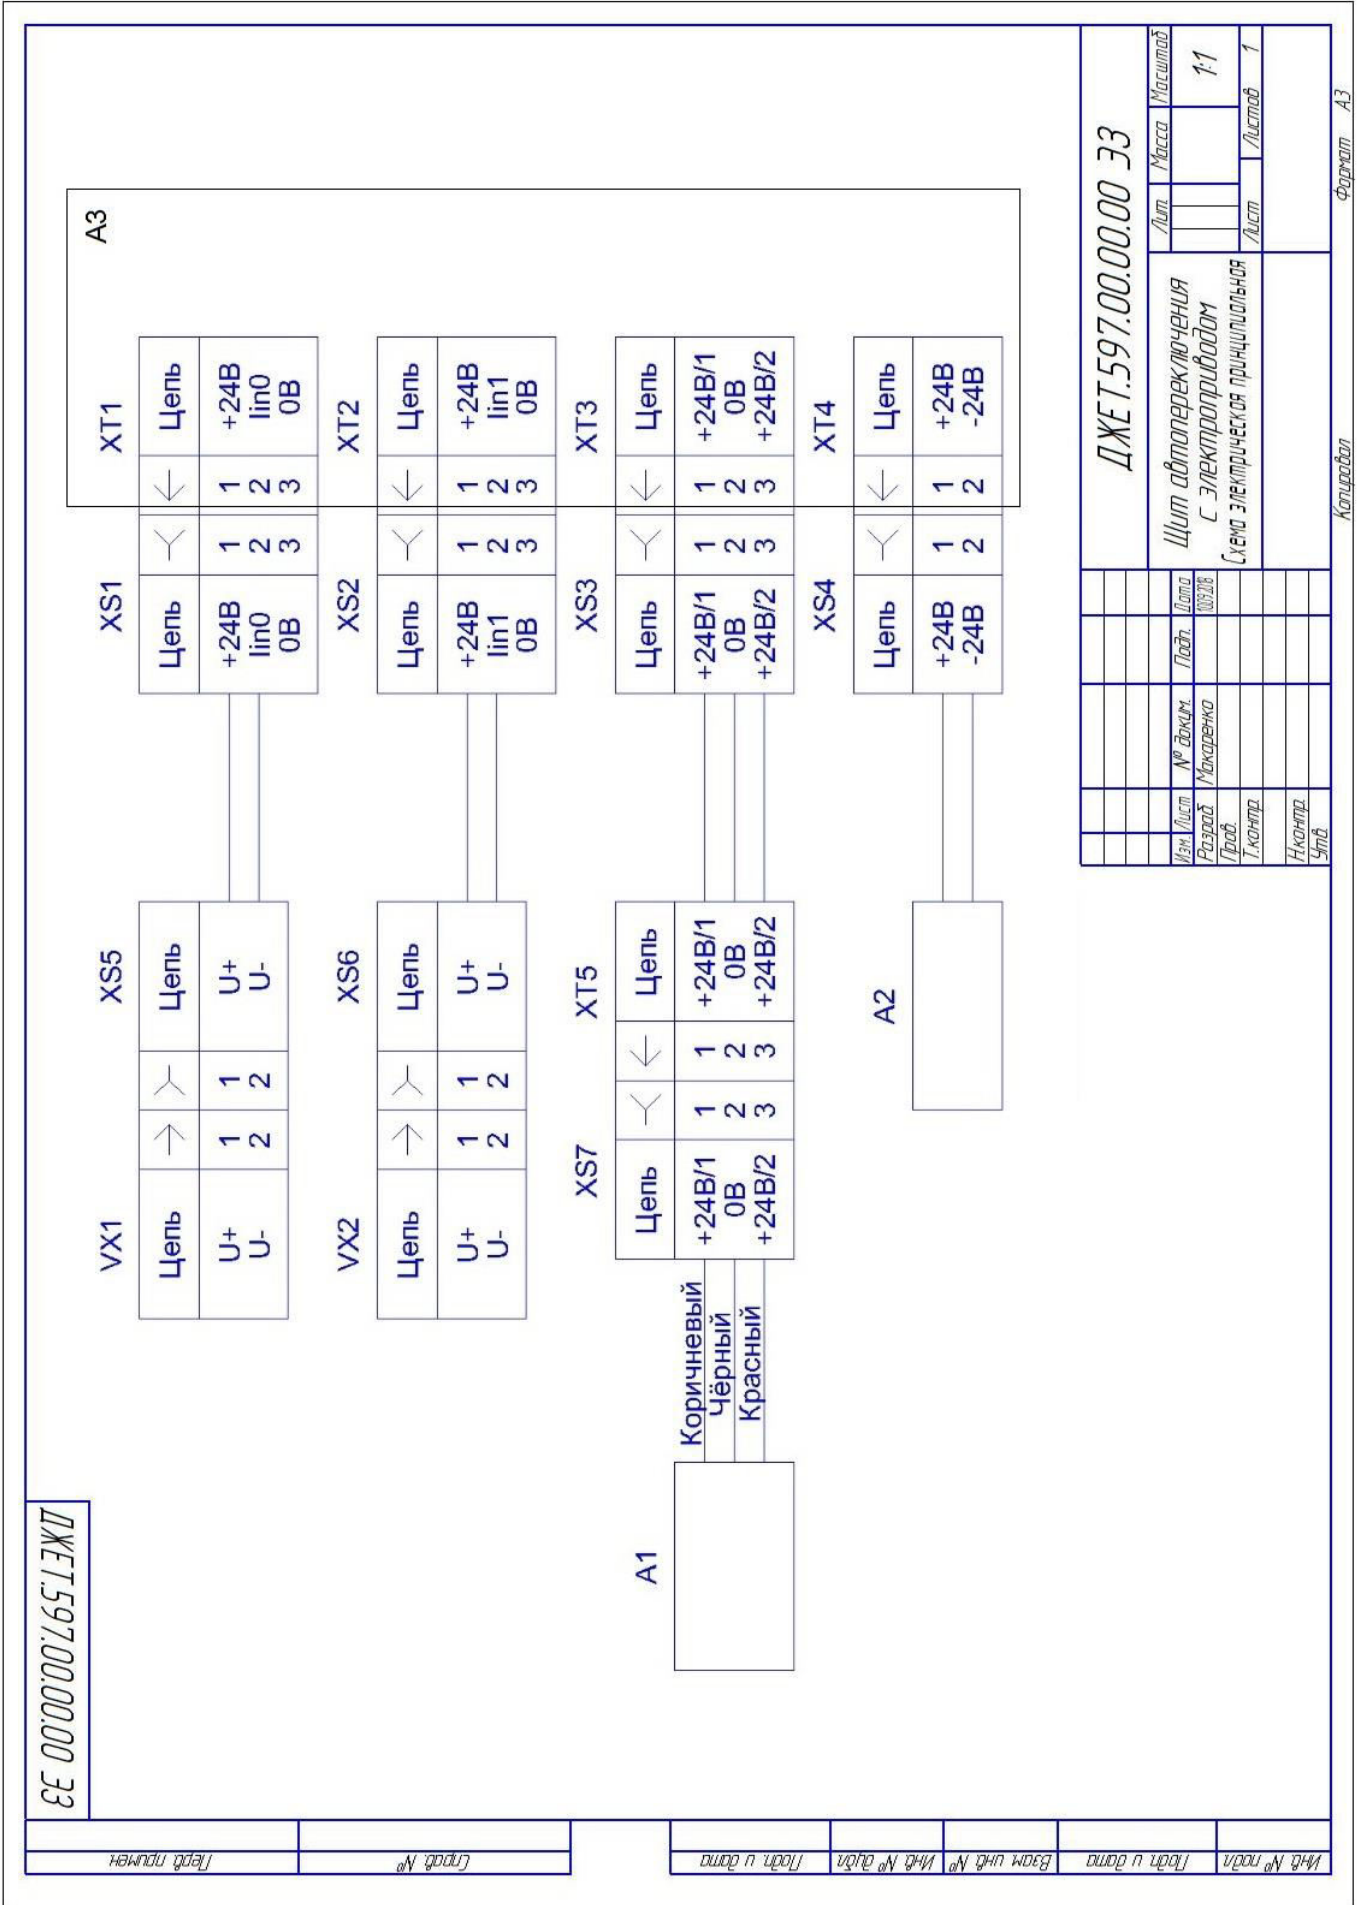 ДЖЕТ.597.00.00.00 ЭЗ
VX1
Цепь
U+
U-
1
2
1
2
XS5
Цепь
U+
U-
XS1
Цепь
+24В
Iin0
0В
1
2
3
XT1
1
2
3
Цепь
+24В
Iin0
0В
A3
VX2
Цепь
U+
U-
1
2
1
2
XS6
Цепь
U+
U-
XS2
Цепь
+24В
Iin1
0В
1
2
3
XT2
1
2
3
Цепь
+24В
Iin1
0В
A1
Коричневый
Чёрный
Красный
XS7
Цепь
+24В/1
0В
+24В/2
1
2
3
XT5
1
2
3
Цепь
+24В/1
0В
+24В/2
XS3
Цепь
+24В/1
0В
+24В/2
1
2
3
XT3
1
2
3
Цепь
+24В/1
0В
+24В/2
A2
XS4
Цепь
+24В
-24В
1
2
XT4
1
2
Цепь
+24В
-24В
ДЖЕТ.597.00.00.00 ЭЗ
Изм. Лист № докум. Подп. Дата
Разраб. Макаренко
Пров.
Т.контр.
Н.контр.
Утв.
Щит автопереключения
с электроприводом
Схема электрическая принципиальная
Лит. Масса Масштаб
1:1
Лист Листов 1
Копировал Формат А3
Перв. примен.
Справ. №
Подп. и дата
Инв. № дубл.
Взам. инв. №
Подп. и дата
Инв. № подл.